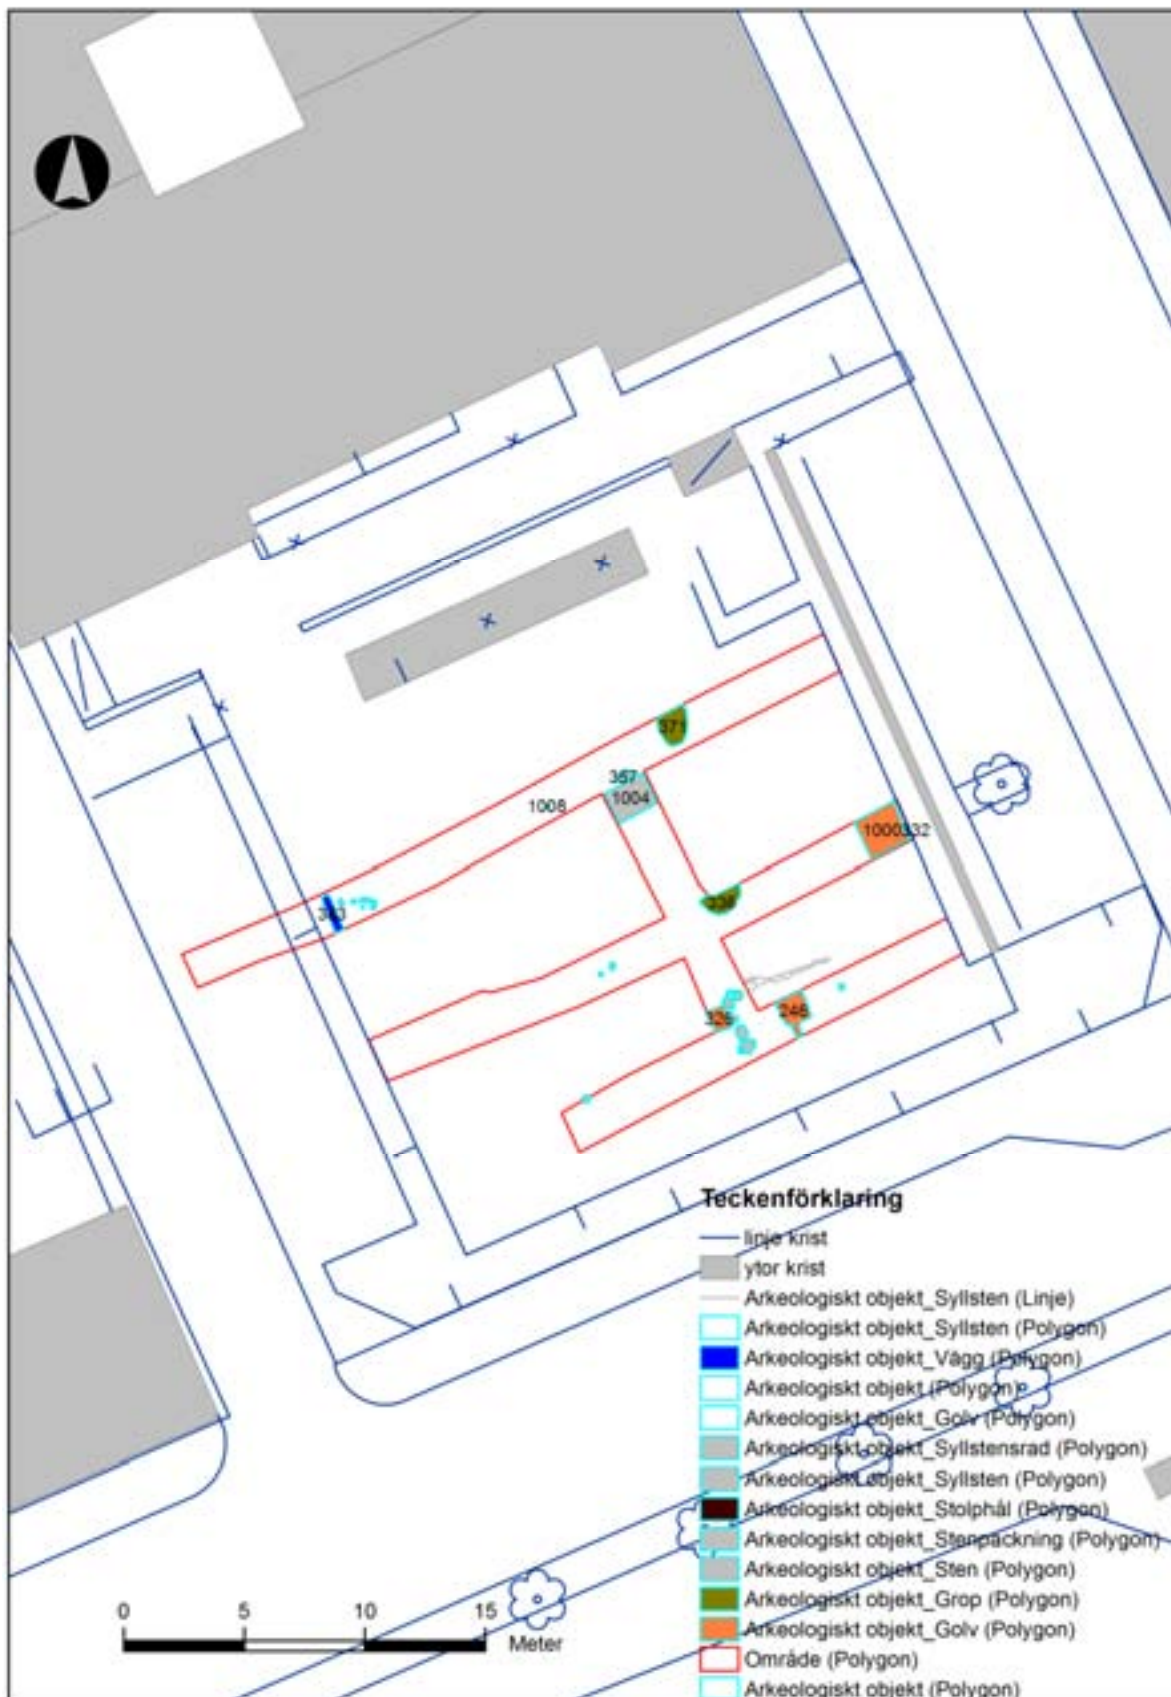 371
357
1004
1008
1000332
343
326
246
Teckenförklaring
linje krist
ytor krist
Arkeologiskt objekt_Syllsten (Linje)
Arkeologiskt objekt_Syllsten (Polygon)
Arkeologiskt objekt_Vägg (Polygon)
Arkeologiskt objekt (Polygon)
Arkeologiskt objekt_Golv (Polygon)
Arkeologiskt objekt_Syllstensrad (Polygon)
Arkeologiskt objekt_Syllsten (Polygon)
Arkeologiskt objekt_Stolphål (Polygon)
Arkeologiskt objekt_Stenpackning (Polygon)
Arkeologiskt objekt_Sten (Polygon)
Arkeologiskt objekt_Grop (Polygon)
Arkeologiskt objekt_Golv (Polygon)
Område (Polygon)
Arkeologiskt objekt (Polygon)
0 5 10 15
Meter